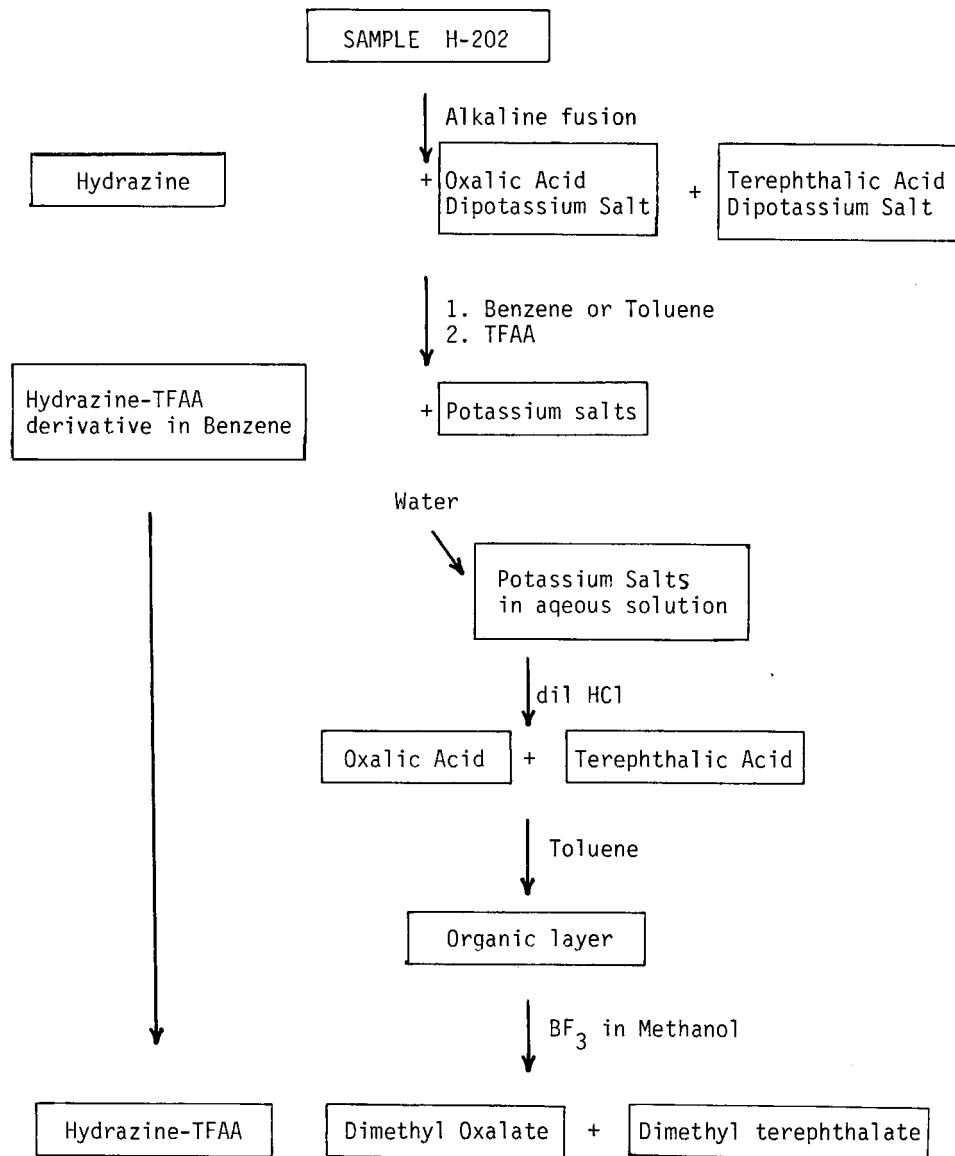 SAMPLE H-202
Alkaline fusion
Hydrazine
+ Oxalic Acid
Dipotassium Salt
+ Terephthalic Acid
Dipotassium Salt
1. Benzene or Toluene
2. TFAA
Hydrazine-TFAA
derivative in Benzene
+ Potassium salts
Water
Potassium Salts
in aqeous solution
dil HCl
Oxalic Acid + Terephthalic Acid
Toluene
Organic layer
BF3 in Methanol
Hydrazine-TFAA
Dimethyl Oxalate + Dimethyl terephthalate